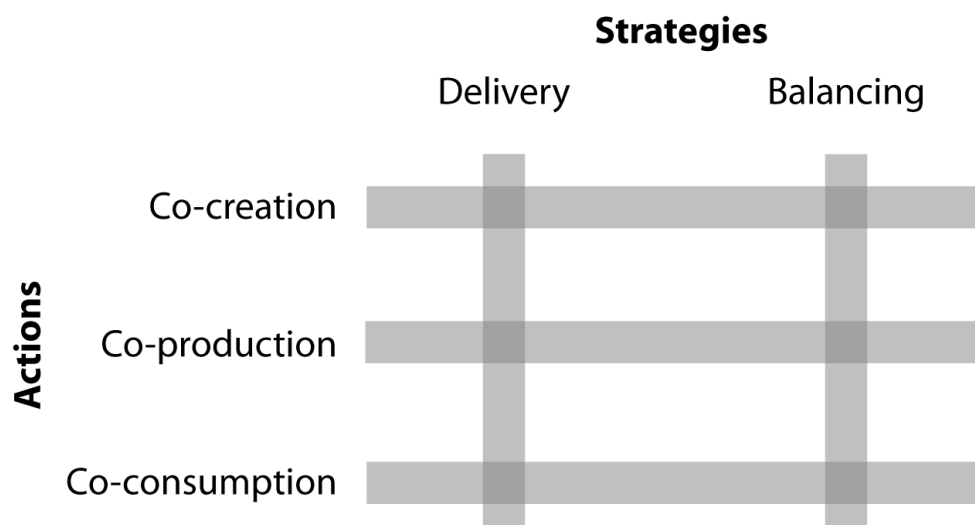 Strategies
Delivery Balancing
Co-creation
Actions
Co-production
Co-consumption